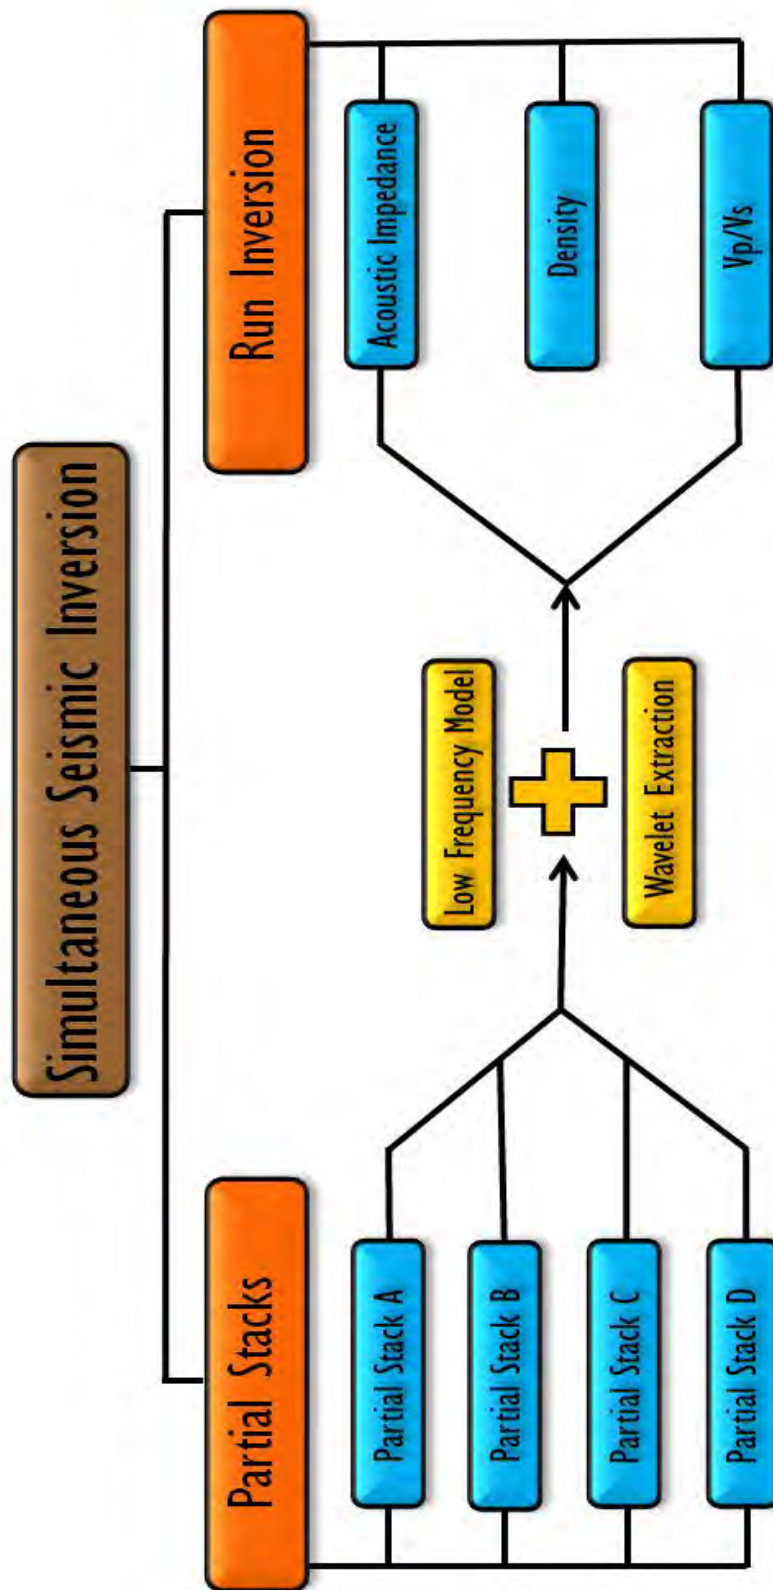 Simultaneous Seismic Inversion
Partial Stacks
Run Inversion
Partial Stack A
Partial Stack B
Partial Stack C
Partial Stack D
Low Frequency Model
Wavelet Extraction
Acoustic Impedance
Density
Vp/Vs